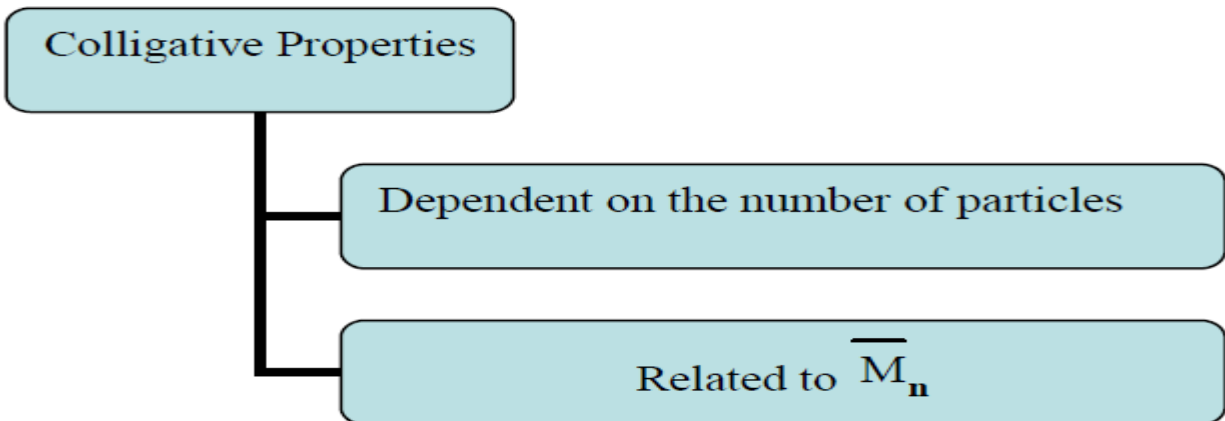 Colligative Properties
Dependent on the number of particles
Related to M̅n